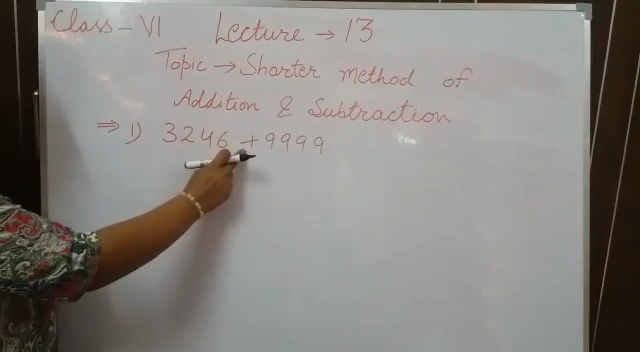 Class - VI Lecture → 13
Topic → Shorter method of
Addition & Subtraction
⇒ 1) 3246 + 9999